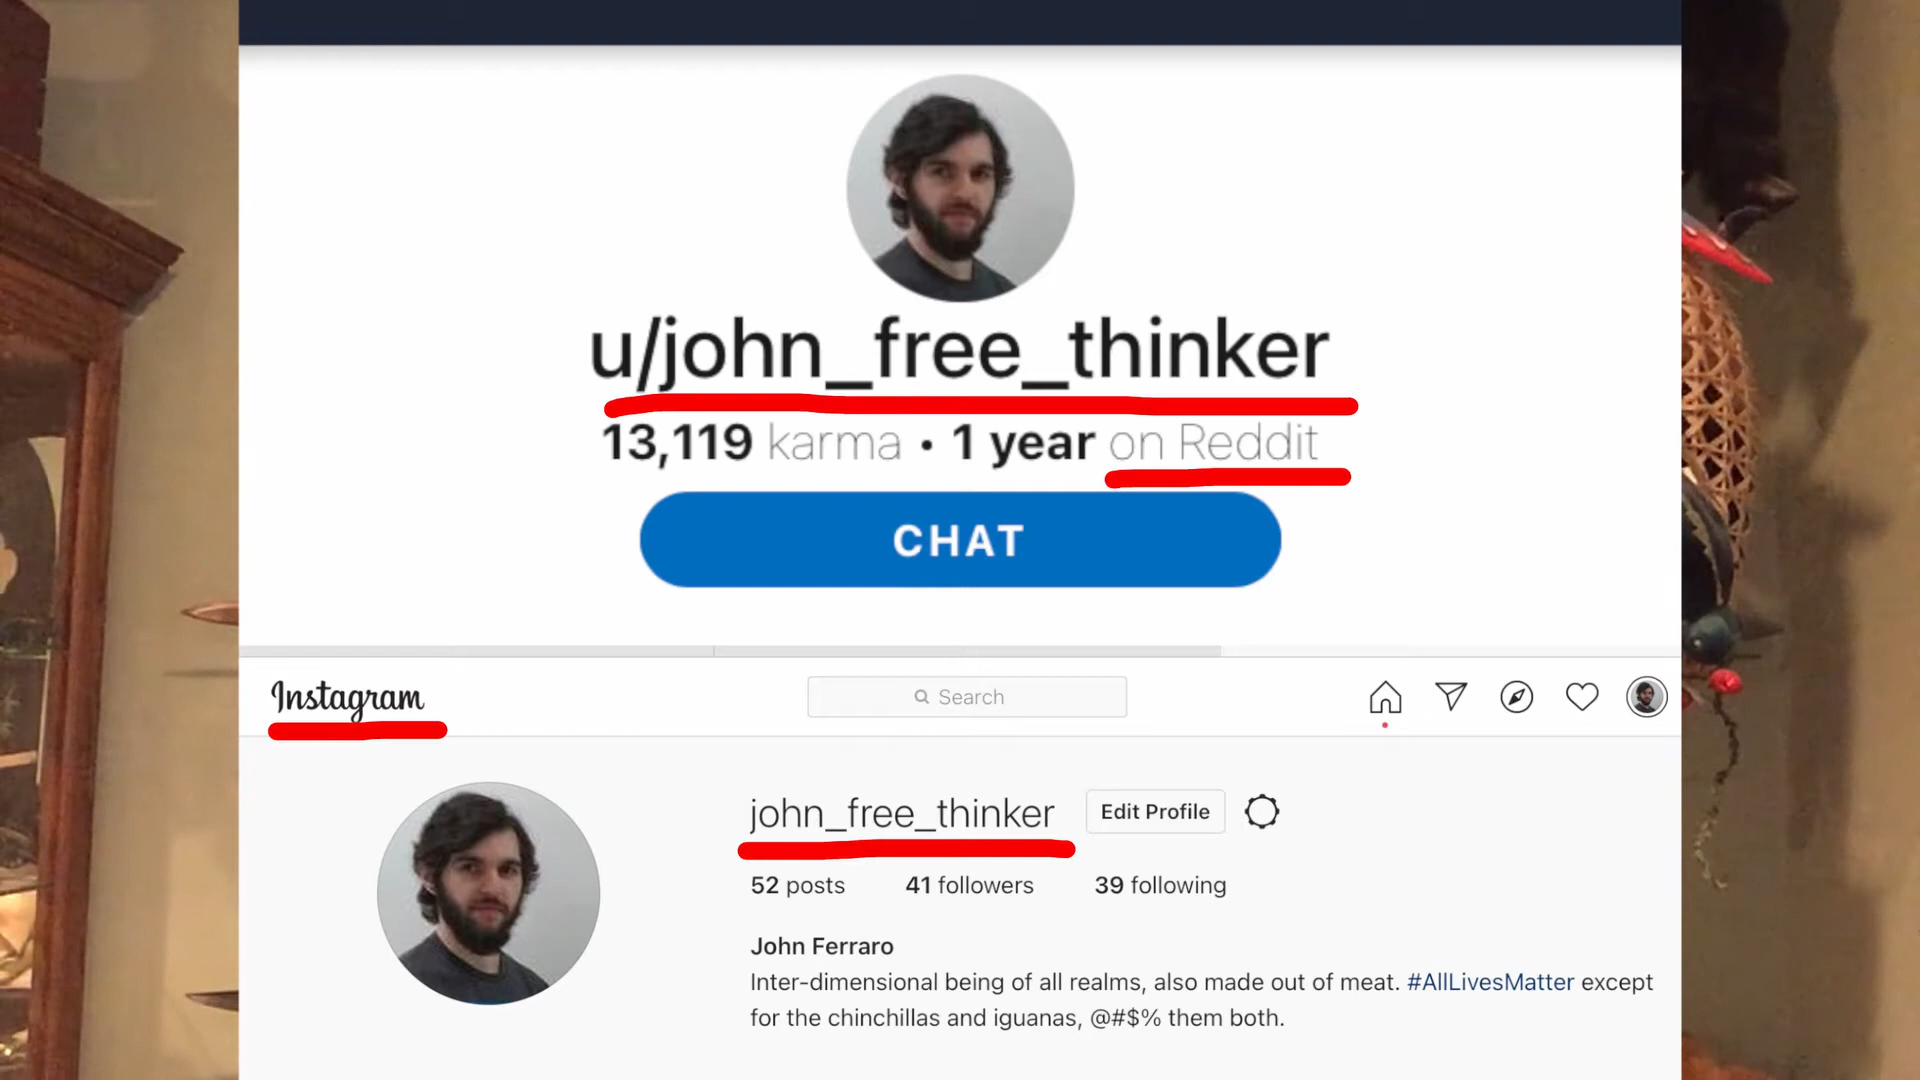 u/john_free_thinker
13,119 karma • 1 year on Reddit
CHAT
Instagram
Search
john_free_thinker
Edit Profile
52 posts 41 followers 39 following
John Ferraro
Inter-dimensional being of all realms, also made out of meat. #AllLivesMatter except
for the chinchillas and iguanas, @#$% them both.